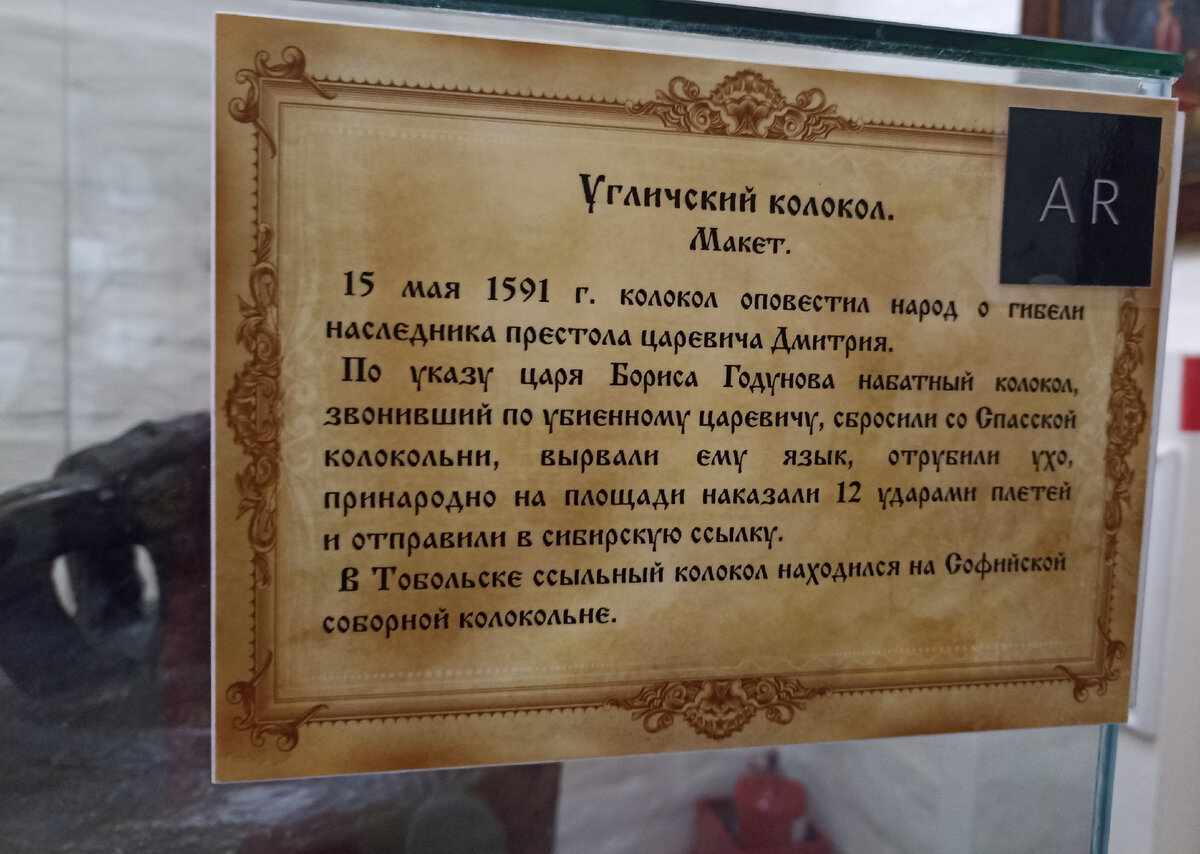 Угличский колокол.
Макет.
AR
15 мая 1591 г. колокол оповестил народ о гибели
наследника престола царевича Дмитрия.
По указу царя Бориса Годунова набатный колокол,
звонивший по убиенному царевичу, сбросили со Спасской
колокольни, вырвали ему язык, отрубили ухо,
принародно на площади наказали 12 ударами плетей
и отправили в сибирскую ссылку.
В Тобольске ссыльный колокол находился на Софийской
соборной колокольне.